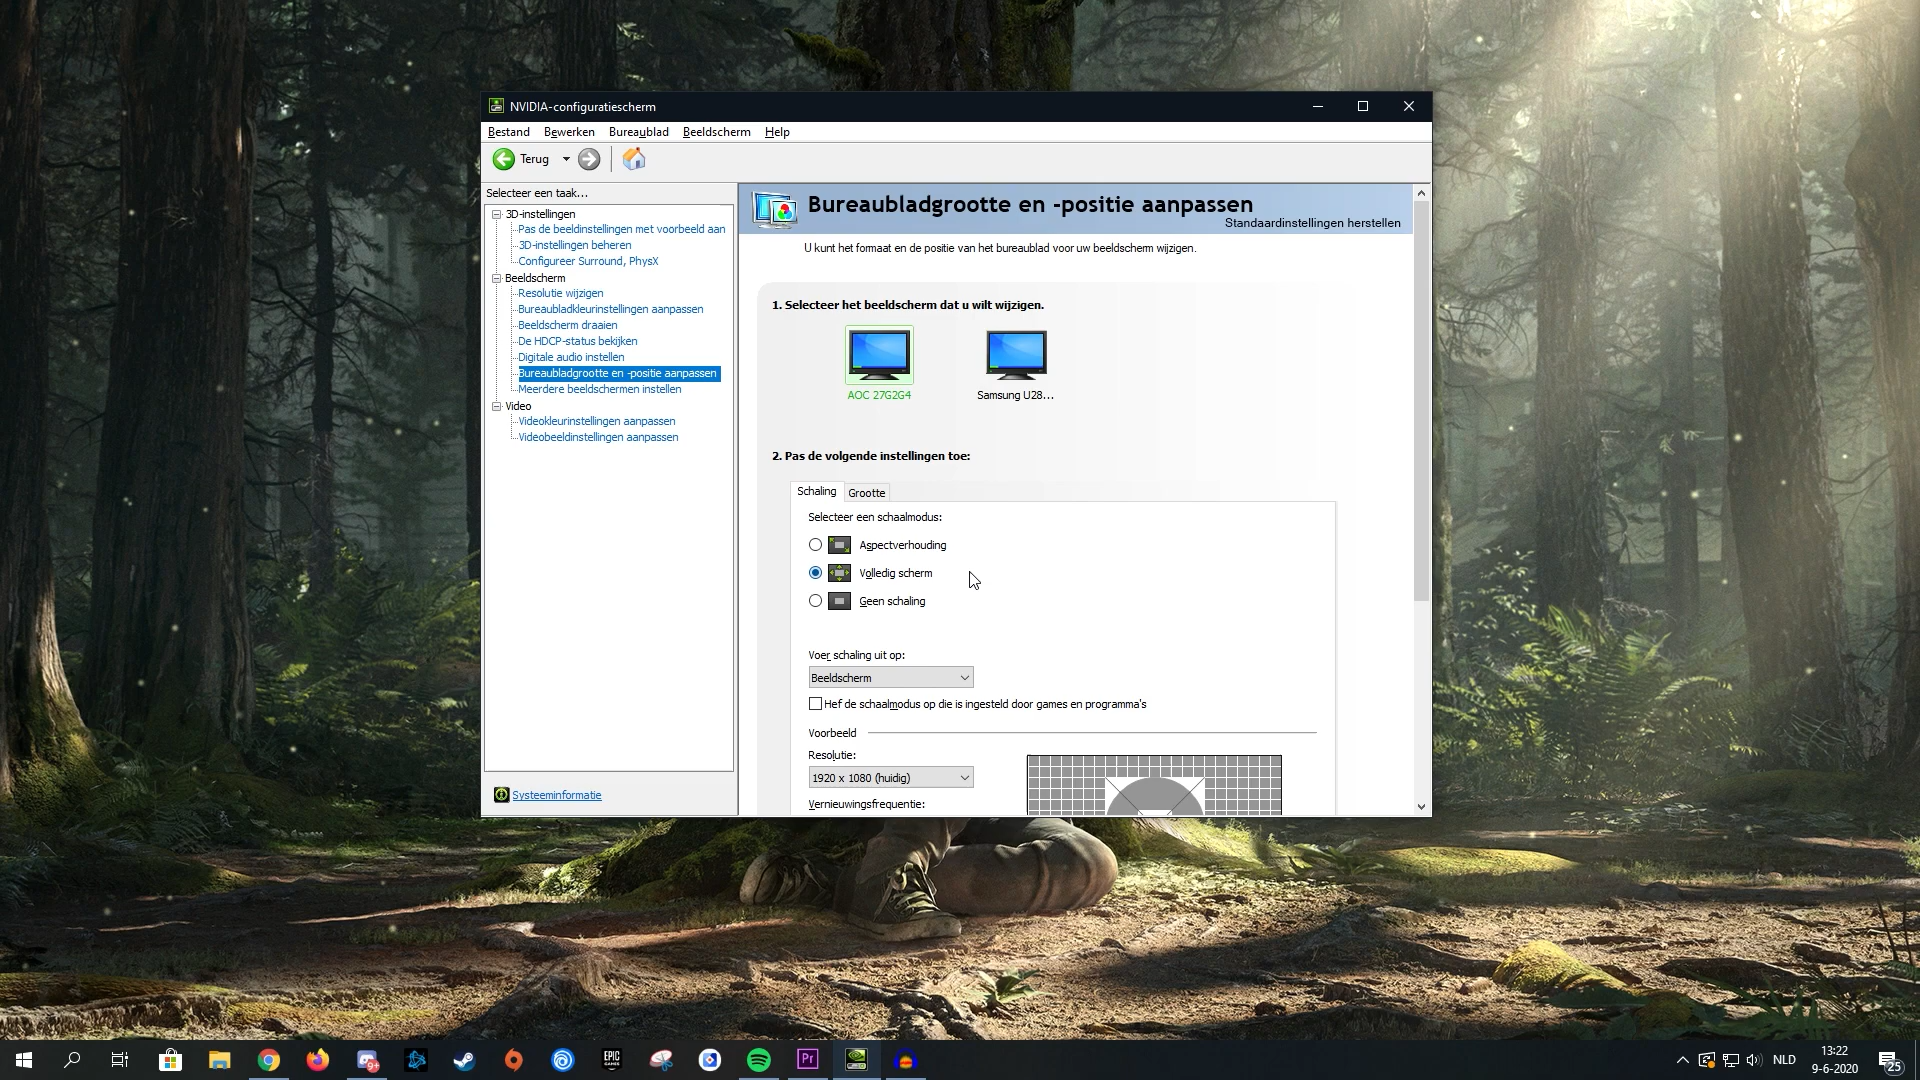 NVIDIA-configuratiescherm
Bestand Bewerken Bureaublad Beeldscherm Help
Terug
Selecteer een taak...
3D-instellingen
Pas de beeldinstellingen met voorbeeld aan
3D-instellingen beheren
Configureer Surround, PhysX
Beeldscherm
Resolutie wijzigen
Bureaubladkleurinstellingen aanpassen
Beeldscherm draaien
De HDCP-status bekijken
Digitale audio instellen
Bureaubladgrootte en -positie aanpassen
Meerdere beeldschermen instellen
Video
Videokleurinstellingen aanpassen
Videobeeldinstellingen aanpassen
Systeeminformatie
Bureaubladgrootte en -positie aanpassen
Standaardinstellingen herstellen
U kunt het formaat en de positie van het bureaublad voor uw beeldscherm wijzigen.
1. Selecteer het beeldscherm dat u wilt wijzigen.
AOC 27G2G4 Samsung U28...
2. Pas de volgende instellingen toe:
Schaling Grootte
Selecteer een schaalmodus:
Aspectverhouding
Volledig scherm
Geen schaling
Voer schaling uit op:
Beeldscherm
Hef de schaalmodus op die is ingesteld door games en programma's
Voorbeeld
Resolutie:
1920 x 1080 (huidig)
Vernieuwingsfrequentie:
9+
EPIC
GAMES
Pr
NLD
13:22
9-6-2020
25